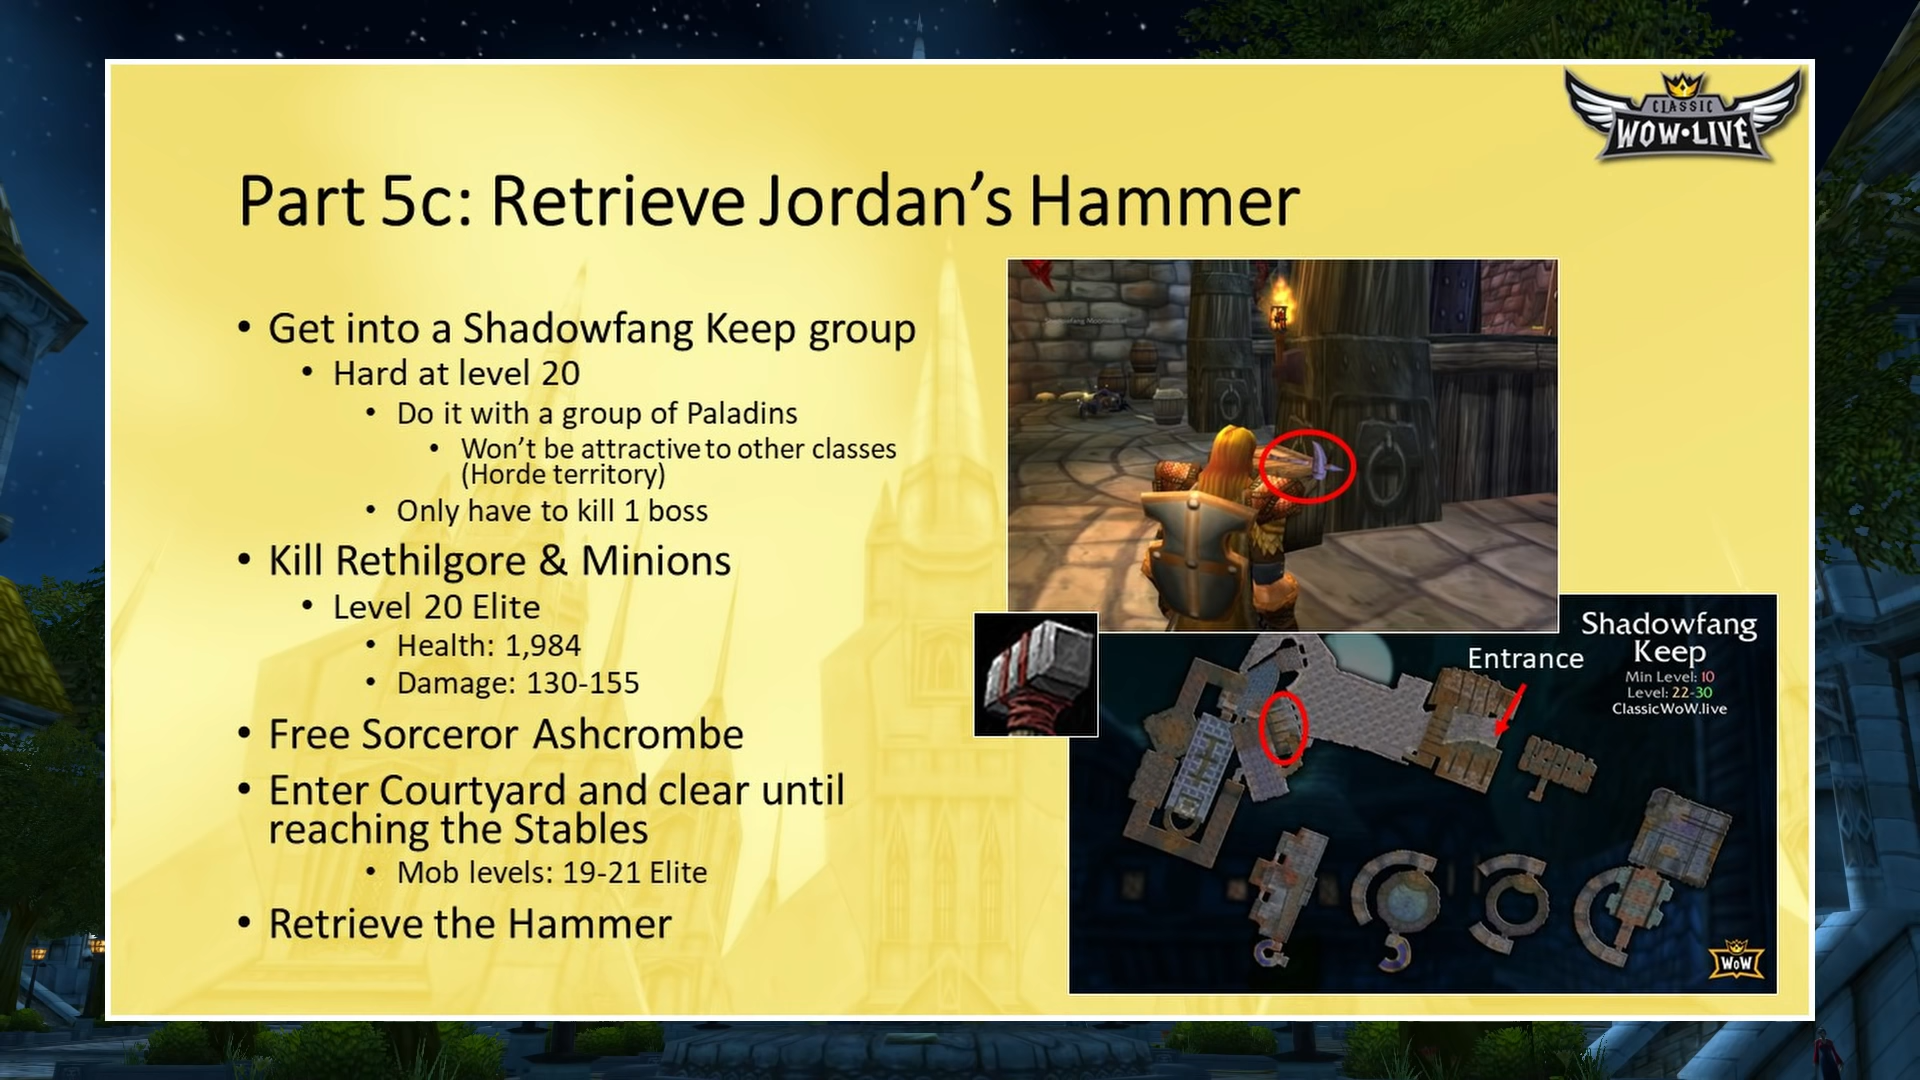 CLASSIC
WOW•LIVE
Part 5c: Retrieve Jordan's Hammer
• Get into a Shadowfang Keep group
• Hard at level 20
• Do it with a group of Paladins
• Won't be attractive to other classes
(Horde territory)
• Only have to kill 1 boss
• Kill Rethilgore & Minions
• Level 20 Elite
• Health: 1,984
• Damage: 130-155
• Free Sorceror Ashcrombe
• Enter Courtyard and clear until
reaching the Stables
• Mob levels: 19-21 Elite
• Retrieve the Hammer
Shadowfang
Keep
Min Level: 10
Level: 22-30
ClassicWoW.live
Entrance
WoW